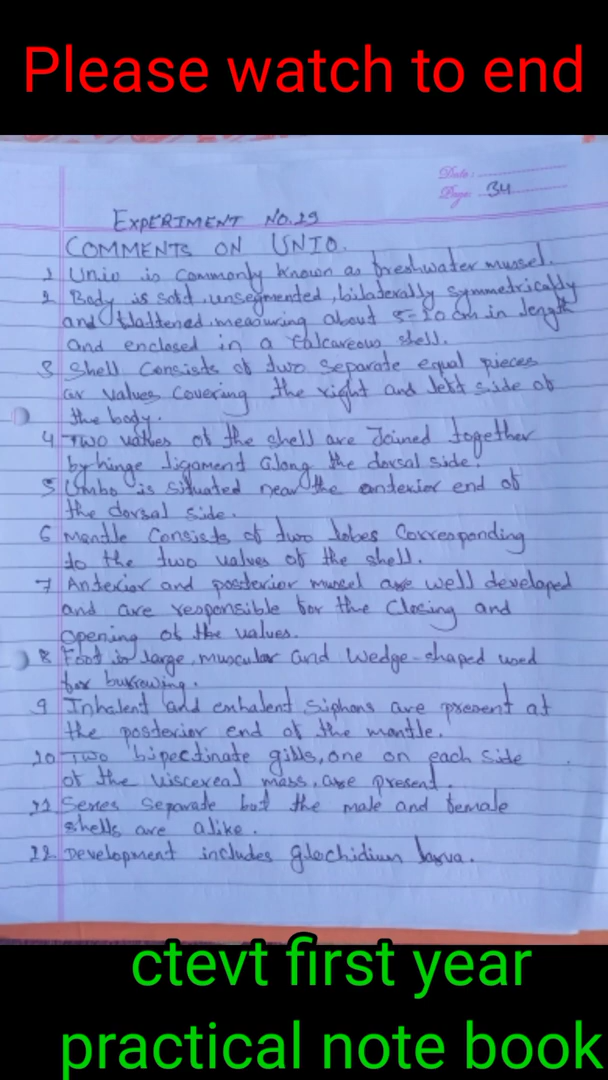 Please watch to end
Date:
Page: 34
EXPERIMENT NO.29
COMMENTS ON UNIO.
1 Unio is commonly known as freshwater mussel.
2 Body is soft, unsegmented, bilaterally symmetrically
and flattened, measuring about 5-10 cm in length
and enclosed in a calcareous shell.
3 Shell consists of two separate equal pieces
or valves covering the right and left side of
the body.
4 Two valves of the shell are Joined together
by hinge ligament along the dorsal side.
5 Umbo is situated near the anterior end of
the dorsal side.
6 Mantle consists of two lobes corresponding
to the two valves of the shell.
7 Anterior and posterior muscel are well developed
and are responsible for the closing and
opening of the valves.
8 Foot is large, muscular and wedge-shaped used
for burrowing.
9 Inhalent and exhalent siphons are present at
the posterior end of the mantle.
10 Two bipectinate gills, one on each side
of the visceral mass, are present.
11 Sexes separate but the male and female
shells are alike.
12 Development includes glochidium larva.
ctevt first year
practical note book